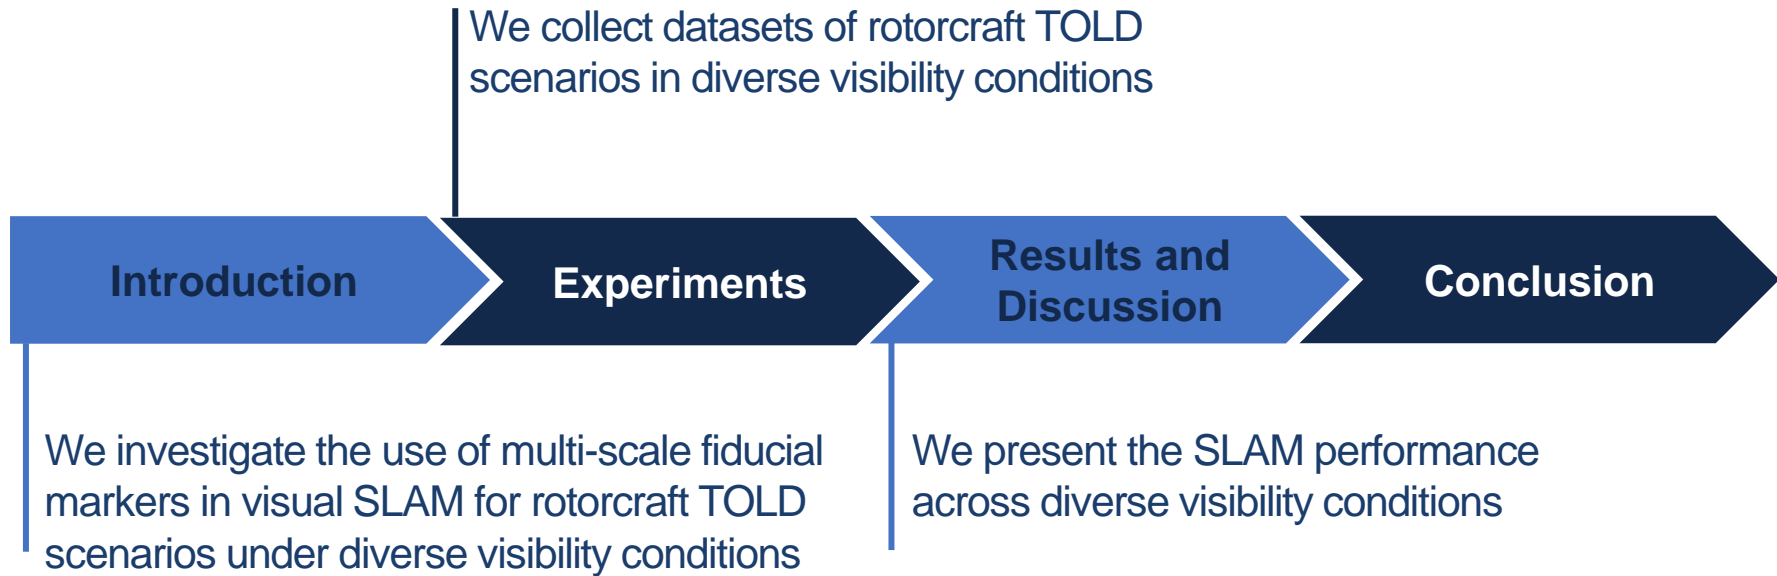 We collect datasets of rotorcraft TOLD
scenarios in diverse visibility conditions
Introduction
Experiments
Results and
Discussion
Conclusion
We investigate the use of multi-scale fiducial
markers in visual SLAM for rotorcraft TOLD
scenarios under diverse visibility conditions
We present the SLAM performance
across diverse visibility conditions